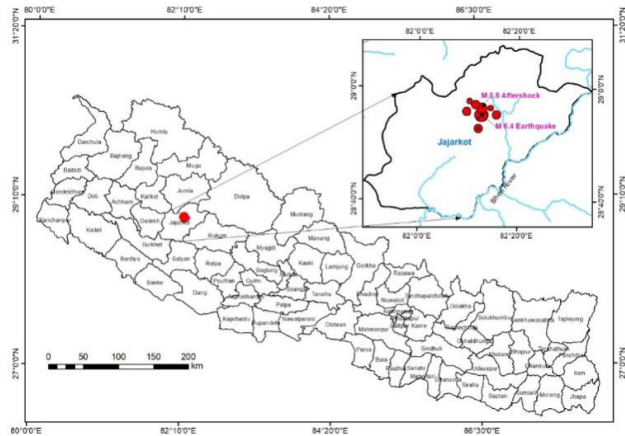 80°0'0"E 82°10'0"E 84°20'0"E 86°30'0"E
31°20'0"N
31°20'0"N
82°0'0"E 82°20'0"E
29°0'0"N
29°0'0"N
M 5.8 Aftershock
M 6.4 Earthquake
Jajarkot
Bheri River
28°40'0"N
28°40'0"N
82°0'0"E 82°20'0"E
29°10'0"N
29°10'0"N
Humla
Darchula
Bajhang
Bajura
Mugu
Baitadi
Dadeldhura
Doti
Achham
Kalikot
Jumla
Dolpa
Kanchanpur
Kailali
Dailekh
Jajarkot
Mustang
Surkhet
Rukum
Bardiya
Salyan
Rolpa
Myagdi
Manang
Banke
Dang
Pyuthan
Baglung
Gulmi
Kaski
Lamjung
Gorkha
Rasuwa
Arghakhanchi
Palpa
Syangja
Tanahu
Dhading
Nuwakot
Sindhupalchok
Dolakha
Kapilbastu
Rupandehi
Nawalparasi
Chitwan
Makwanpur
Solukhumbu
Sankhuwasabha
Taplejung
Okhaldhunga
Parsa
Bara
Sindhuli
Khotang
Bhojpur
Panchthar
Udayapur
Dhankuta
Ilam
Sarlahi
Dhanusha
Siraha
Saptari
Sunsari
Morang
Jhapa
27°0'0"N
27°0'0"N
0 50 100 150 200
km
80°0'0"E 82°10'0"E 84°20'0"E 86°30'0"E